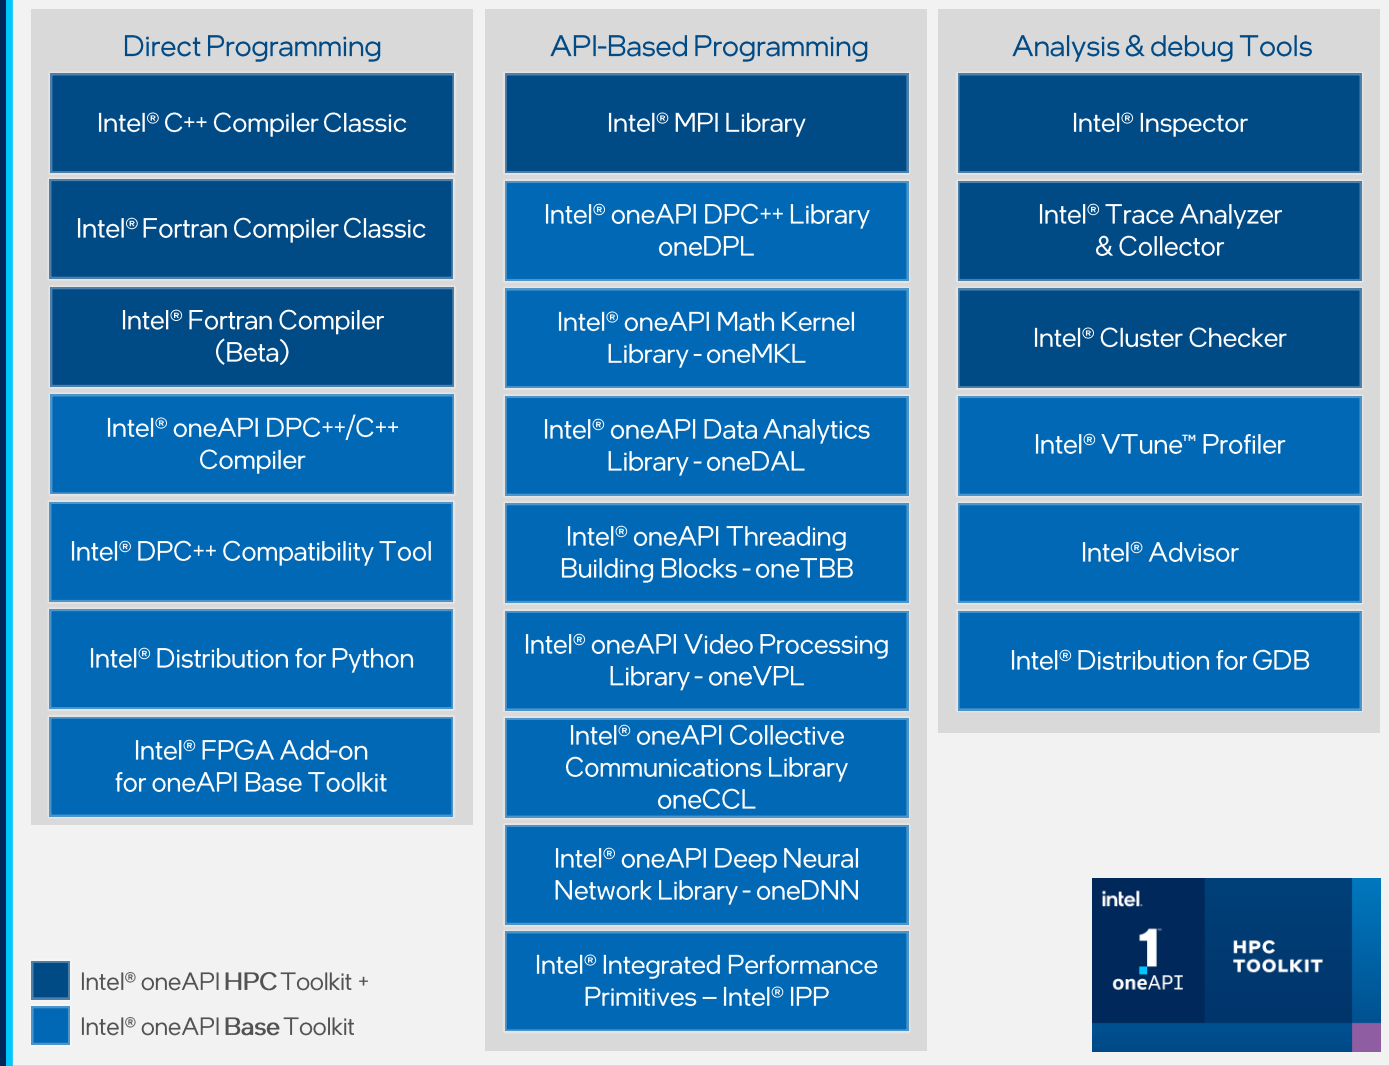 Direct Programming
Intel® C++ Compiler Classic
Intel® Fortran Compiler Classic
Intel® Fortran Compiler
(Beta)
Intel® oneAPI DPC++/C++
Compiler
Intel® DPC++ Compatibility Tool
Intel® Distribution for Python
Intel® FPGA Add-on
for oneAPI Base Toolkit
API-Based Programming
Intel® MPI Library
Intel® oneAPI DPC++ Library
oneDPL
Intel® oneAPI Math Kernel
Library - oneMKL
Intel® oneAPI Data Analytics
Library - oneDAL
Intel® oneAPI Threading
Building Blocks - oneTBB
Intel® oneAPI Video Processing
Library - oneVPL
Intel® oneAPI Collective
Communications Library
oneCCL
Intel® oneAPI Deep Neural
Network Library - oneDNN
Intel® Integrated Performance
Primitives – Intel® IPP
Analysis & debug Tools
Intel® Inspector
Intel® Trace Analyzer
& Collector
Intel® Cluster Checker
Intel® VTune™ Profiler
Intel® Advisor
Intel® Distribution for GDB
Intel® oneAPI HPC Toolkit +
Intel® oneAPI Base Toolkit
intel.
1
oneAPI
HPC
TOOLKIT